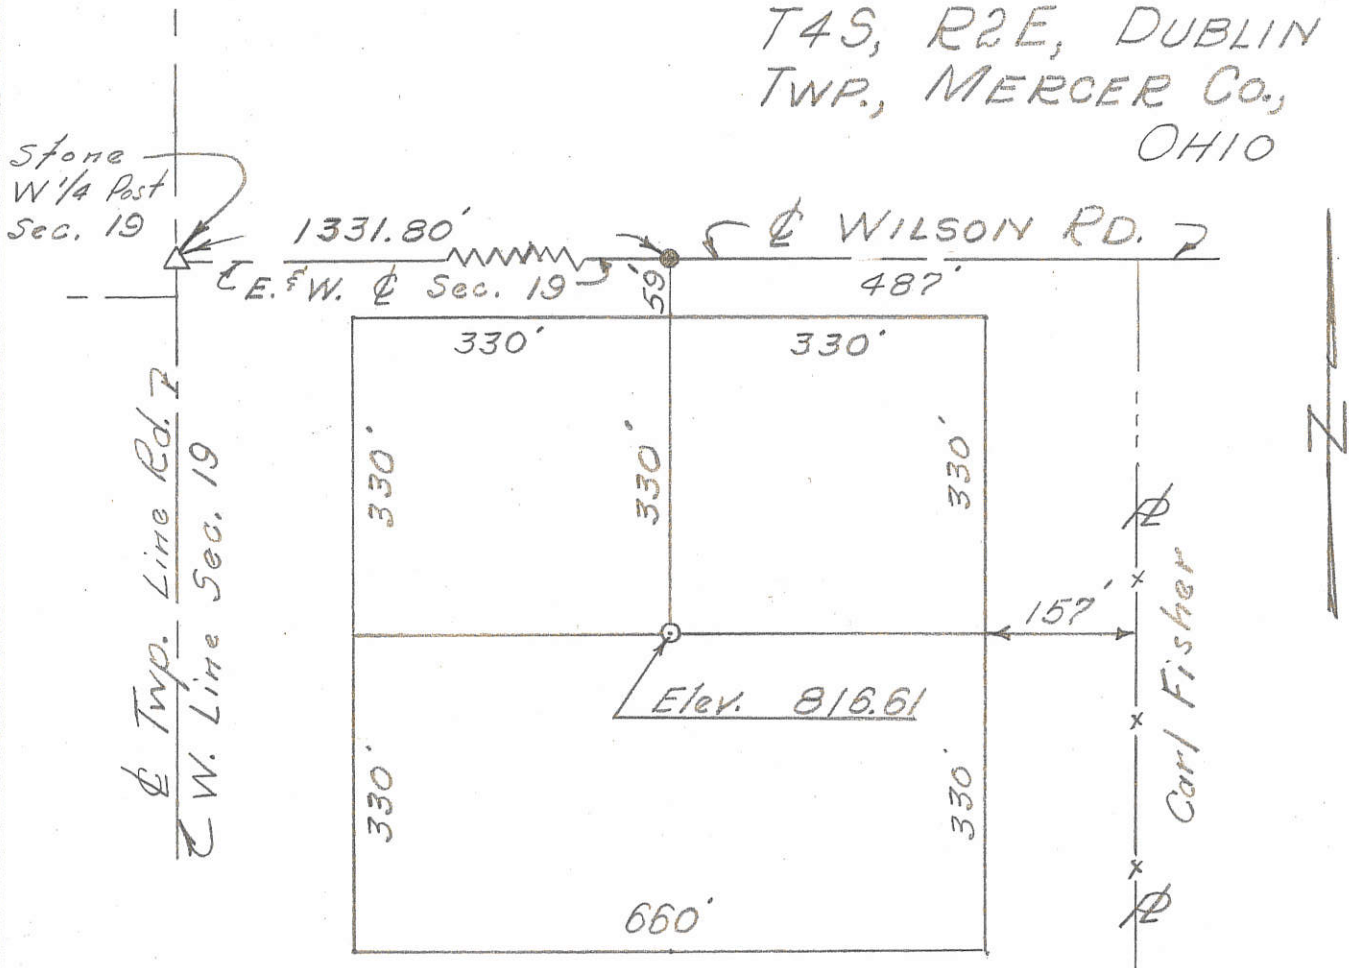 T4S, R2E, DUBLIN
TWP., MERCER CO.,
OHIO
Stone
W 1/4 Post
Sec. 19
1331.80'
℄ WILSON RD.
E. & W. ℄ Sec. 19
59'
487'
330'
330'
330'
330'
330'
℄ Twp. Line Rd.
W. Line Sec. 19
N
℄
157'
Carl Fisher
Elev. 816.61
330'
330'
660'
℄